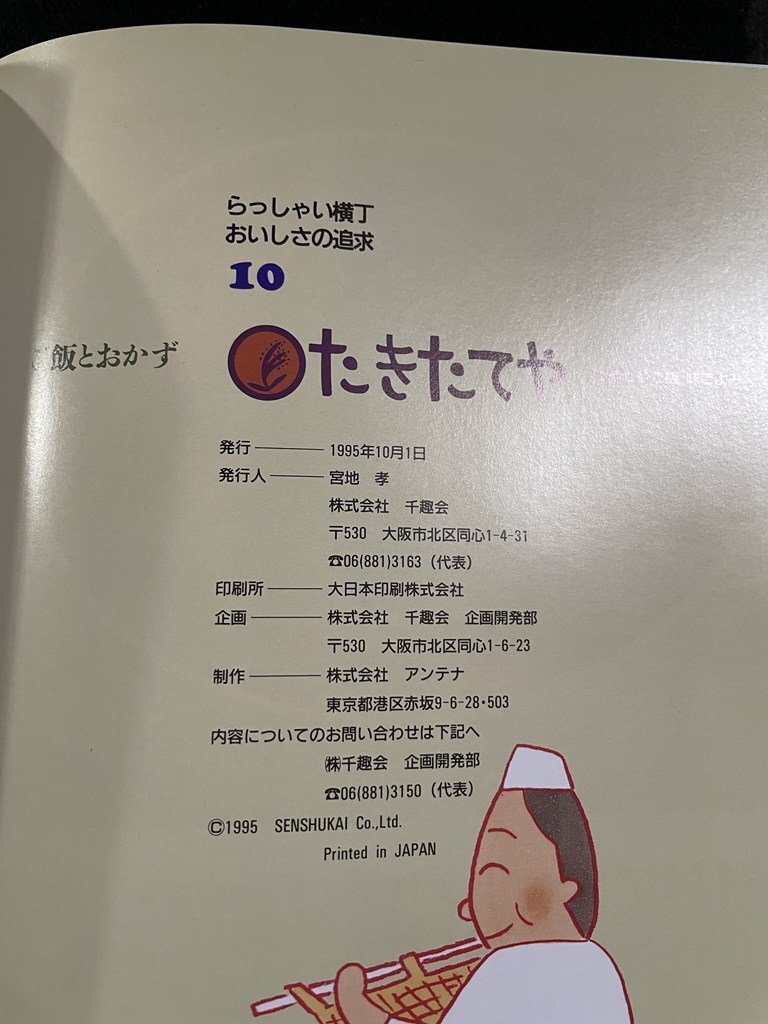 らっしゃい横丁
おいしさの追求
10
飯とおかず
たきたてや
発行 1995年10月1日
発行人 宮地 孝
株式会社 千趣会
〒530 大阪市北区同心1-4-31
☎06(881)3163(代表)
印刷所 大日本印刷株式会社
企画 株式会社 千趣会 企画開発部
〒530 大阪市北区同心1-6-23
制作 株式会社 アンテナ
東京都港区赤坂9-6-28・503
内容についてのお問い合わせは下記へ
㈱千趣会 企画開発部
☎06(881)3150(代表)
©1995 SENSHUKAI Co.,Ltd.
Printed in JAPAN